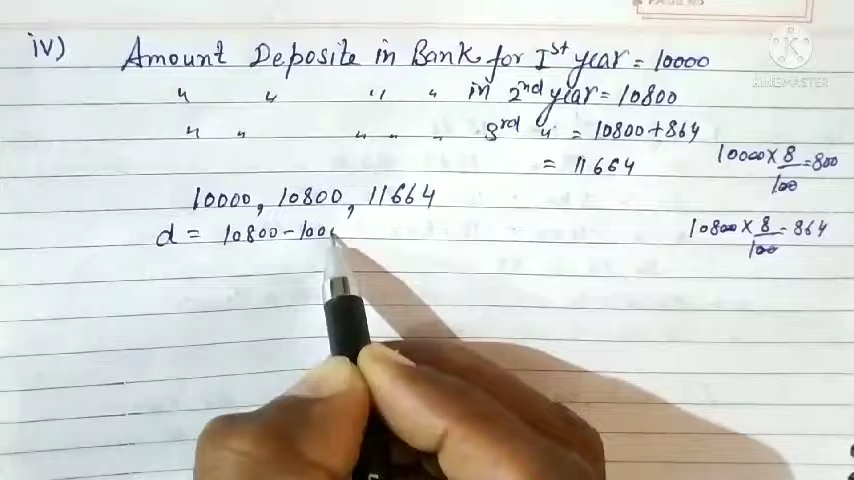 iv) Amount Deposite in Bank for Ist year = 10000
" " " " in 2nd year = 10800
" " " " " 3rd " = 10800 + 864
= 11664
10000 × 8/100 = 800
10000, 10800, 11664
10800 × 8/100 = 864
d = 10800 - 100
KINEMASTER